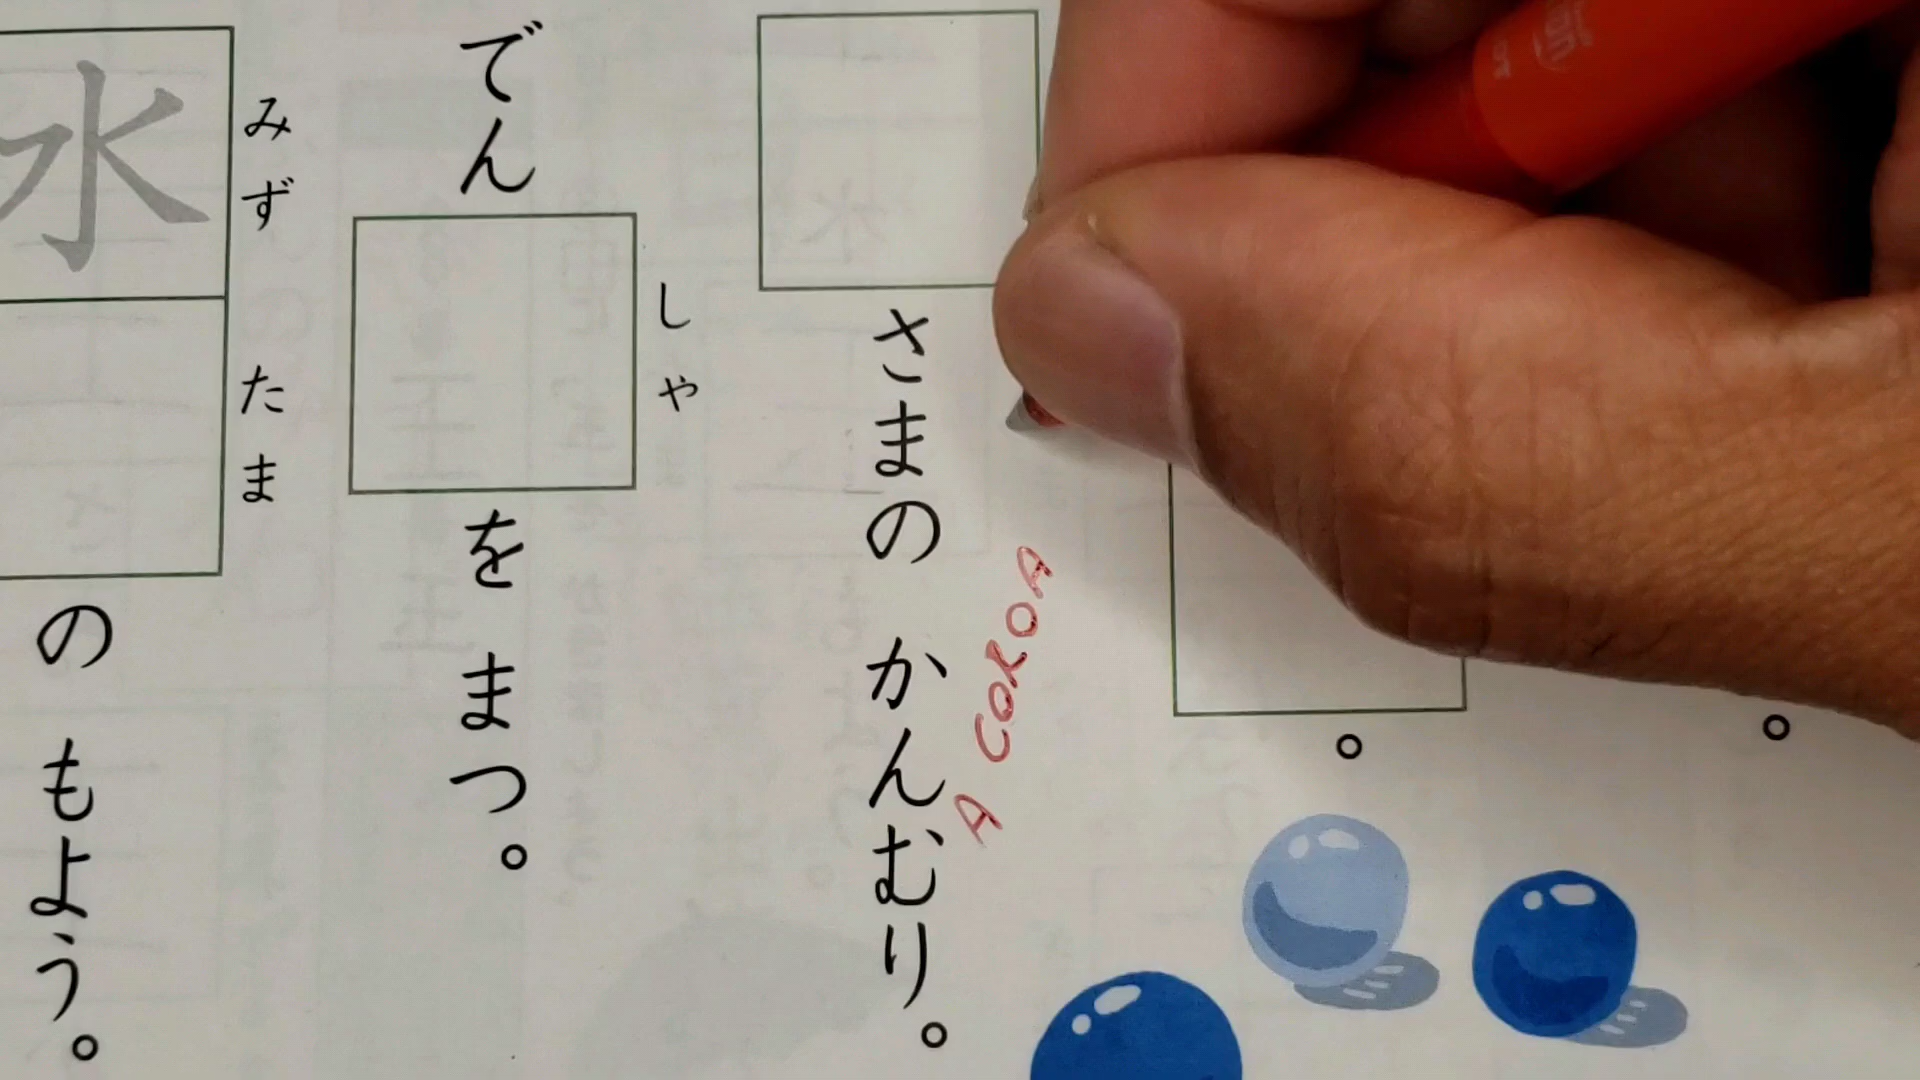 。
。
さまの かんむり。
A COROA
でん
しゃ
を まつ。
みず たま
水
の もよう。